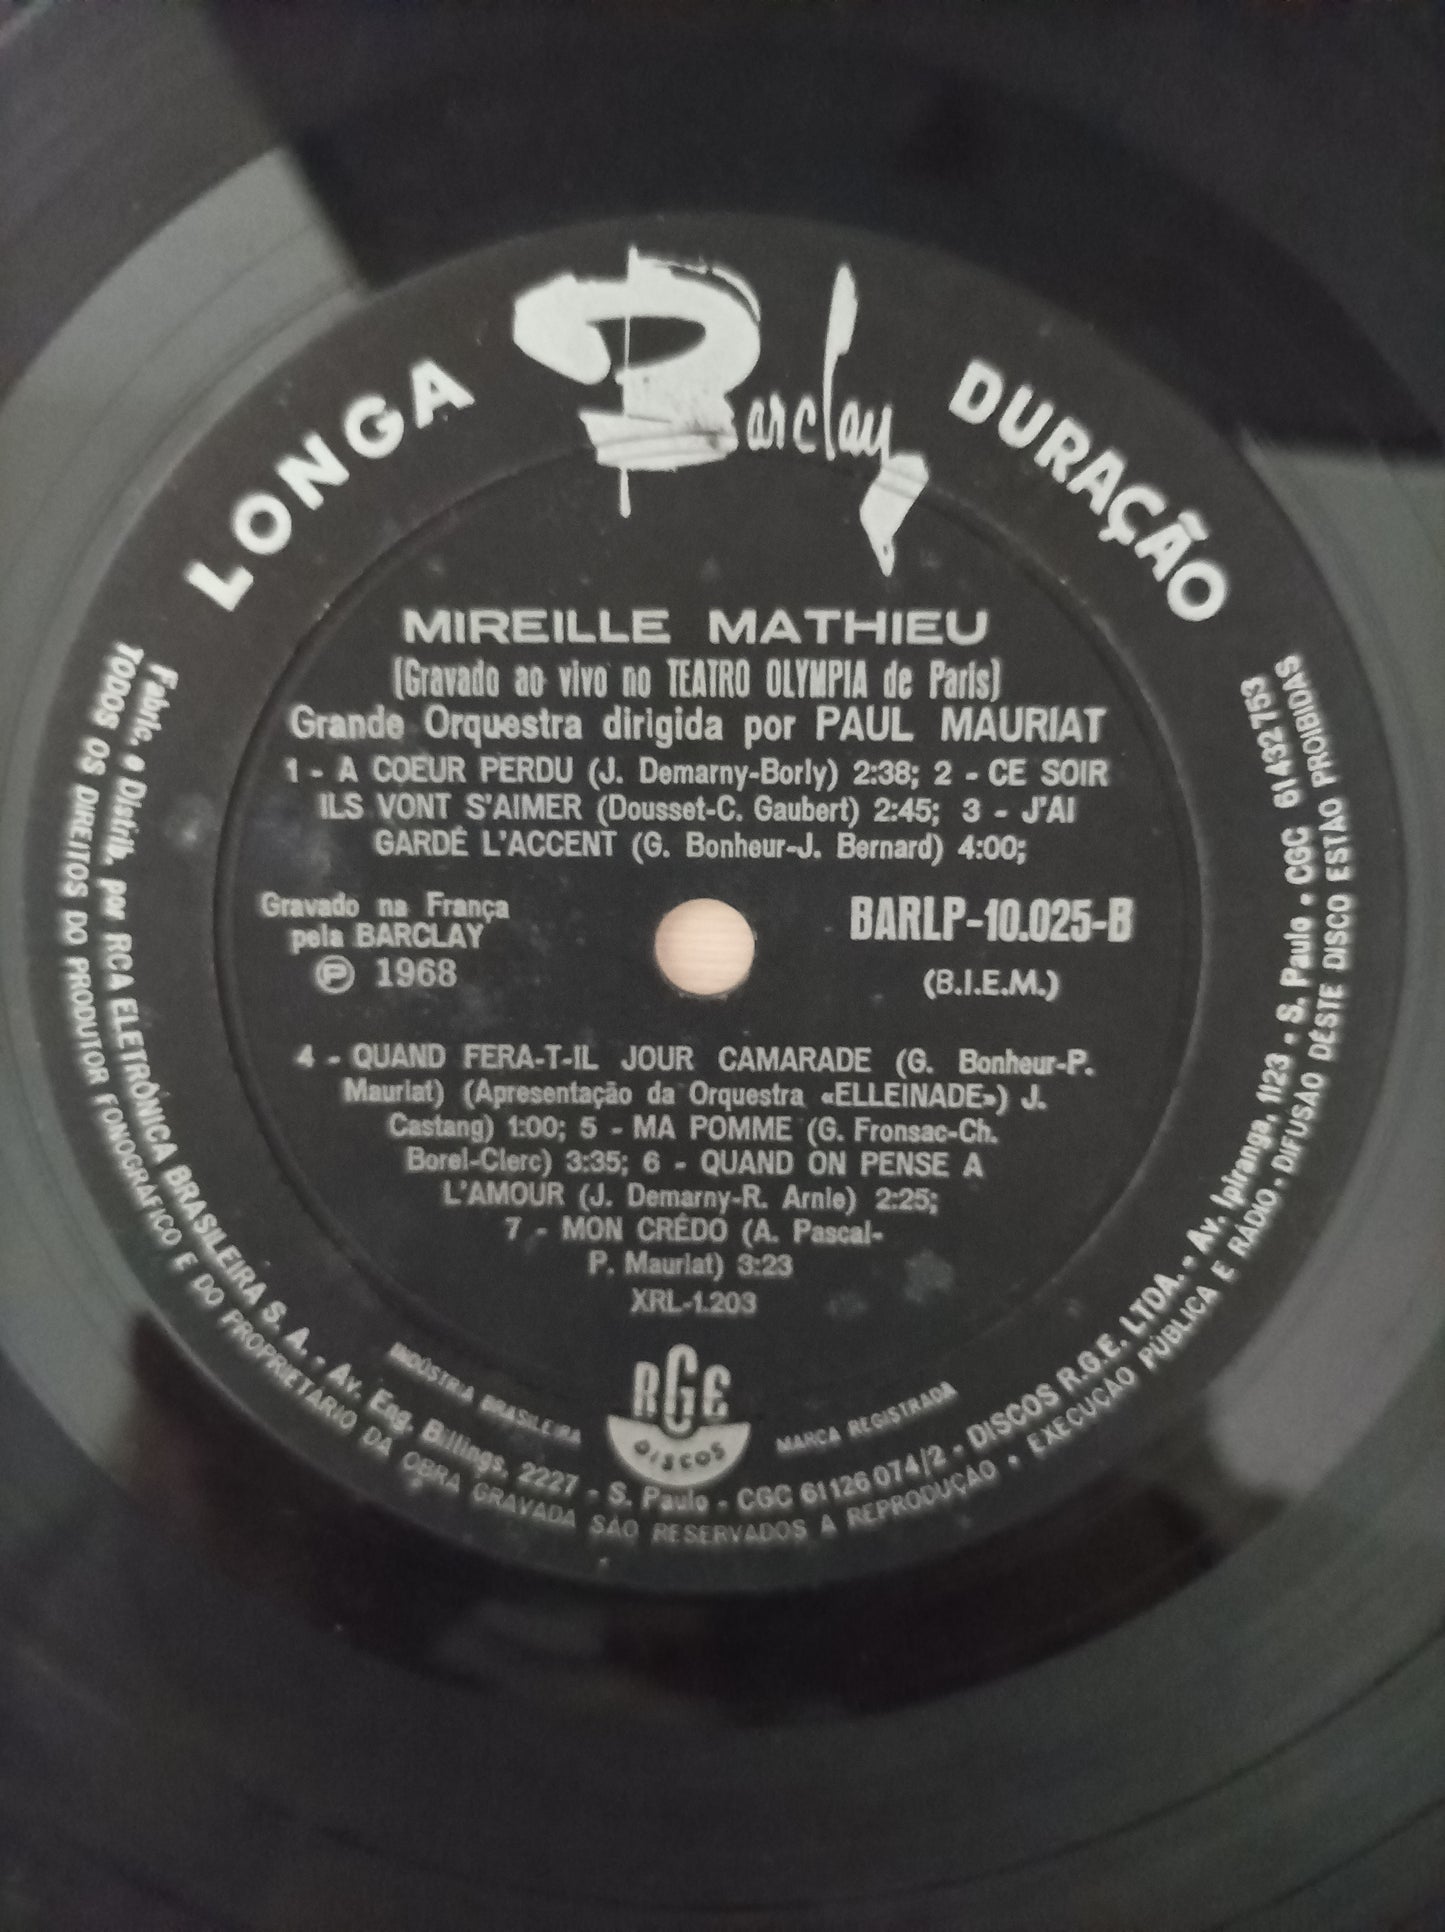 LONGA Barclay DURAÇÃO
MIREILLE MATHIEU
(Gravado ao vivo no TEATRO OLYMPIA de Paris)
Grande Orquestra dirigida por PAUL MAURIAT
1 - A COEUR PERDU (J. Demarny-Borly) 2:38; 2 - CE SOIR
ILS VONT S'AIMER (Dousset-C. Gaubert) 2:45; 3 - J'AI
GARDÉ L'ACCENT (G. Bonheur-J. Bernard) 4:00;
Gravado na França
pela BARCLAY
Ⓟ 1968
BARLP-10.025-B
(B.I.E.M.)
4 - QUAND FERA-T-IL JOUR CAMARADE (G. Bonheur-P.
Mauriat) (Apresentação da Orquestra «ELLEINADE») J.
Castang) 1:00; 5 - MA POMME (G. Fronsac-Ch.
Borel-Clerc) 3:35; 6 - QUAND ON PENSE A
L'AMOUR (J. Demarny-R. Arnie) 2:25;
7 - MON CRÊDO (A. Pascal-
P. Mauriat) 3:23
XRL-1.203
INDÚSTRIA BRASILEIRA
RGE
DISCOS
MARCA REGISTRADA
Fabric. e Distrib. por RCA ELETRÔNICA BRASILEIRA S. A. - Av. Eng. Billings, 2227 - S. Paulo - CGC 61 126 074/2 - DISCOS R.G.E. LTDA. - Av. Ipiranga, 1123 - S. Paulo • CGC 61 432 753
TODOS OS DIREITOS DO PRODUTOR FONOGRÁFICO E DO PROPRIETÁRIO DA OBRA GRAVADA SÃO RESERVADOS A REPRODUÇÃO • EXECUÇÃO PÚBLICA E RÁDIO - DIFUSÃO DÊSTE DISCO ESTÃO PROIBIDAS